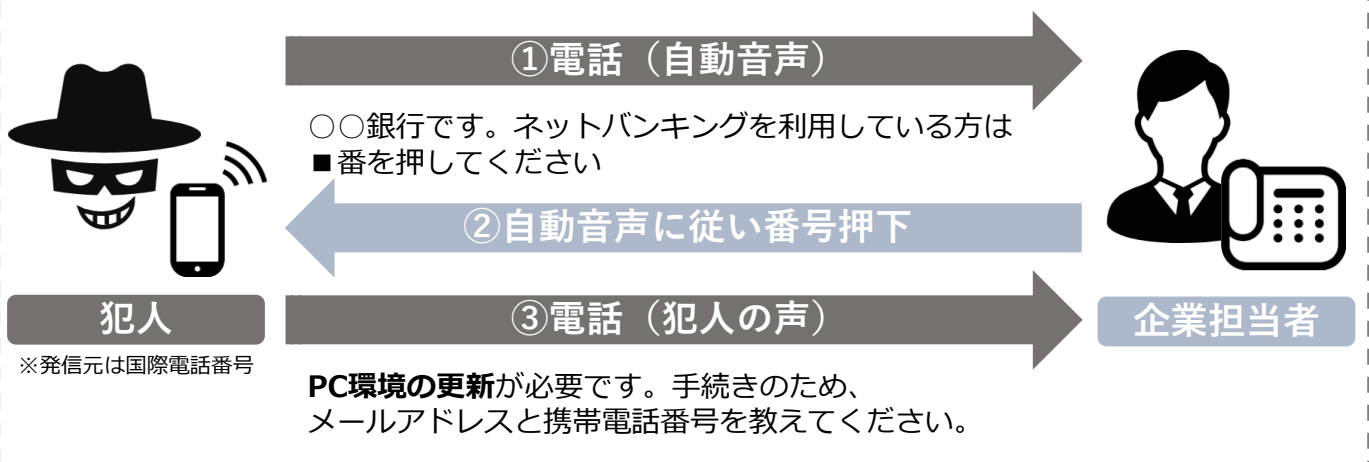 ①電話（自動音声）
○○銀行です。ネットバンキングを利用している方は
■番を押してください
②自動音声に従い番号押下
犯人
③電話（犯人の声）
企業担当者
※発信元は国際電話番号
PC環境の更新が必要です。手続きのため、
メールアドレスと携帯電話番号を教えてください。